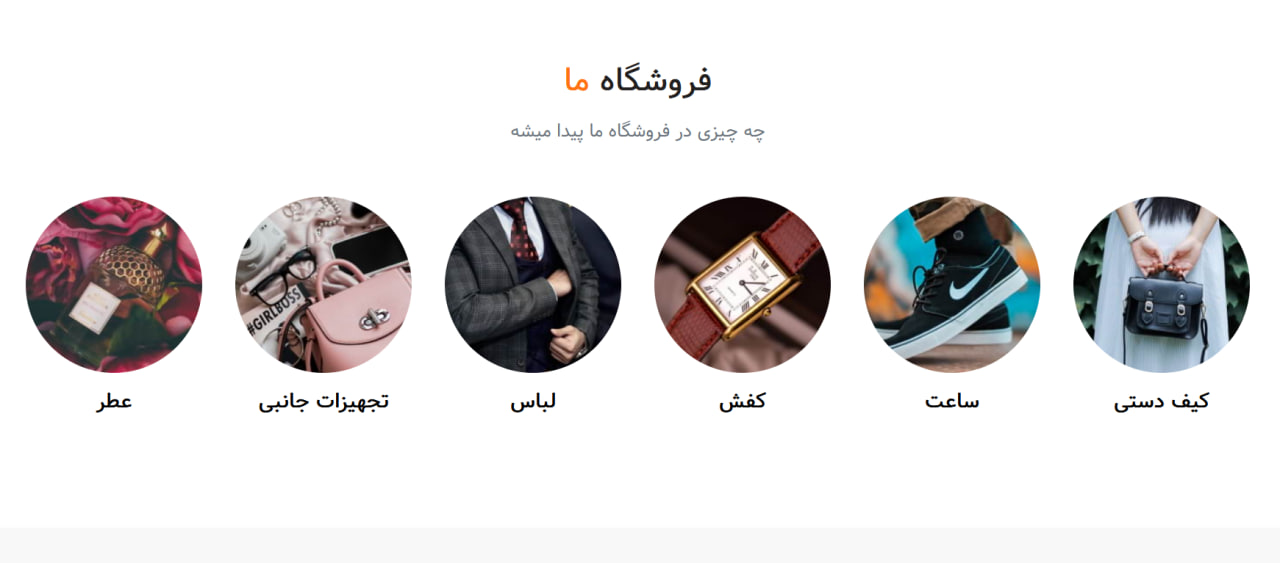 فروشگاه ما
چه چیزی در فروشگاه ما پیدا میشه
#GIRLBOSS
کیف دستی
ساعت
کفش
لباس
تجهیزات جانبی
عطر